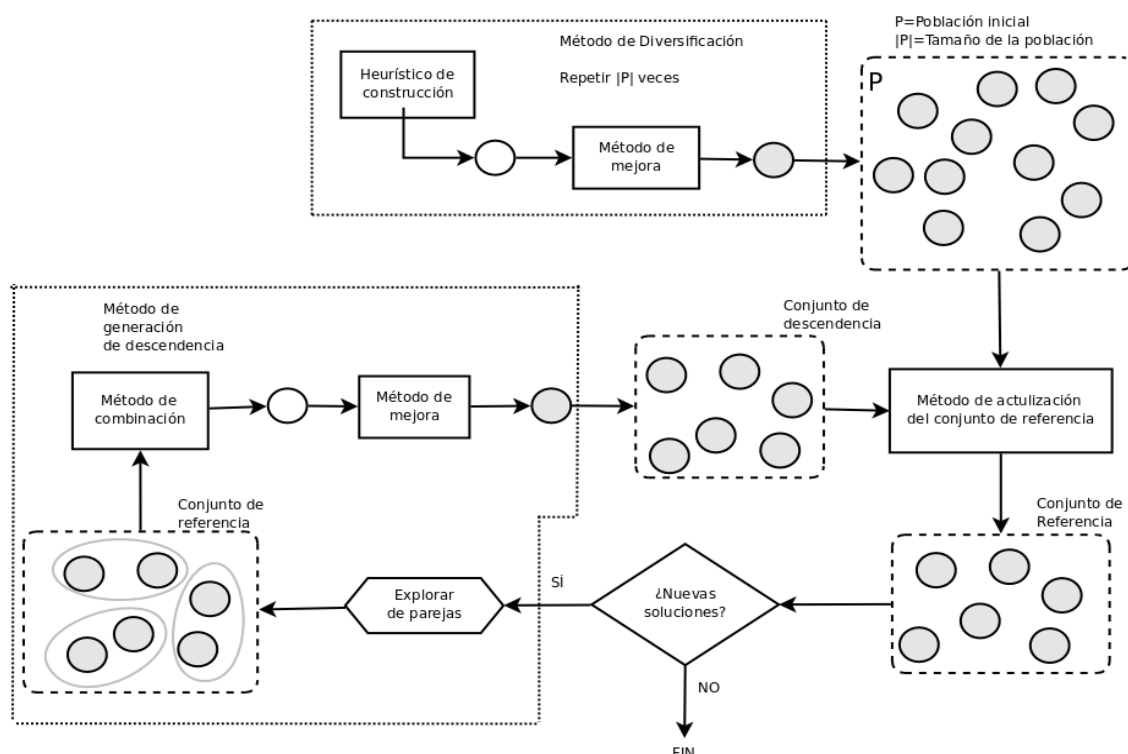 P=Población inicial
|P|=Tamaño de la población
Método de Diversificación
Repetir |P| veces
Heurístico de
construcción
Método de
mejora
P
Método de
generación
de descendencia
Conjunto de
descendencia
Método de
combinación
Método de
mejora
Método de actulización
del conjunto de referencia
Conjunto de
referencia
Conjunto de
Referencia
Explorar
de parejas
SÍ
¿Nuevas
soluciones?
NO
FIN